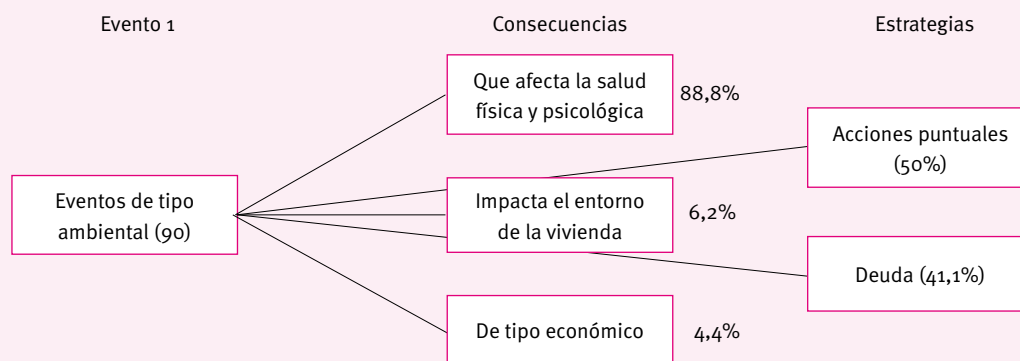 Evento 1
Consecuencias
Estrategias
Que afecta la salud
física y psicológica
88,8%
Acciones puntuales
(50%)
Eventos de tipo
ambiental (90)
Impacta el entorno
de la vivienda
6,2%
Deuda (41,1%)
De tipo económico
4,4%